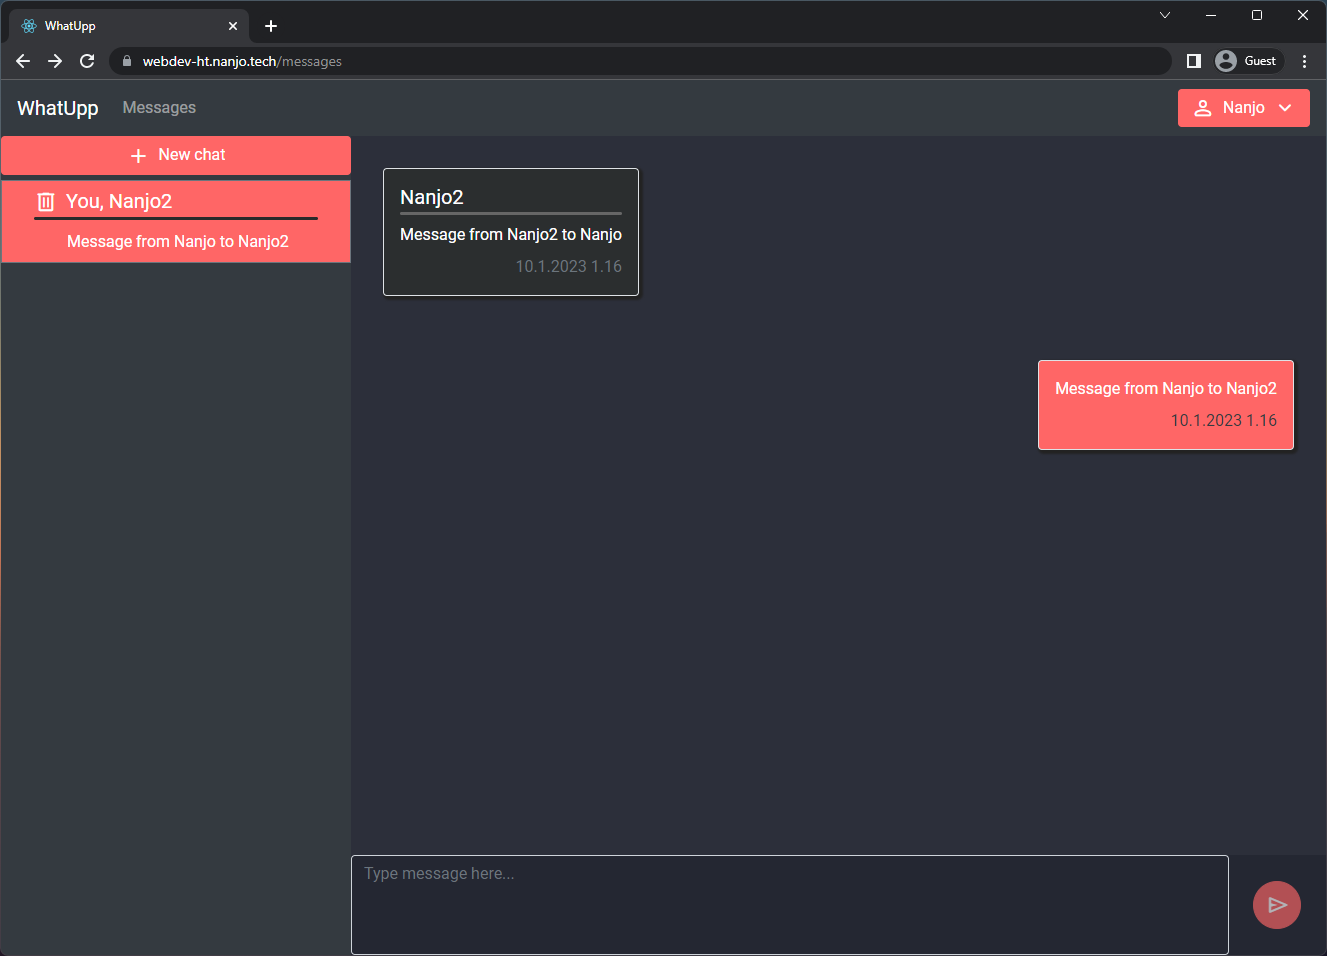 WhatUpp
webdev-ht.nanjo.tech/messages
Guest
WhatUpp
Messages
Nanjo
New chat
You, Nanjo2
Message from Nanjo to Nanjo2
Nanjo2
Message from Nanjo2 to Nanjo
10.1.2023 1.16
Message from Nanjo to Nanjo2
10.1.2023 1.16
Type message here...